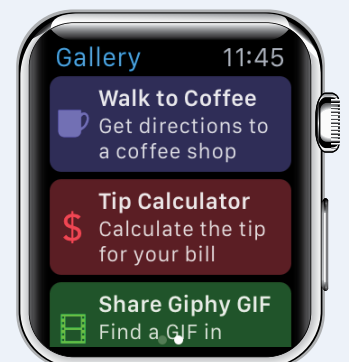 Gallery 11:45
Walk to Coffee
Get directions to
a coffee shop
$ Tip Calculator
Calculate the tip
for your bill
Share Giphy GIF
Find a GIF in